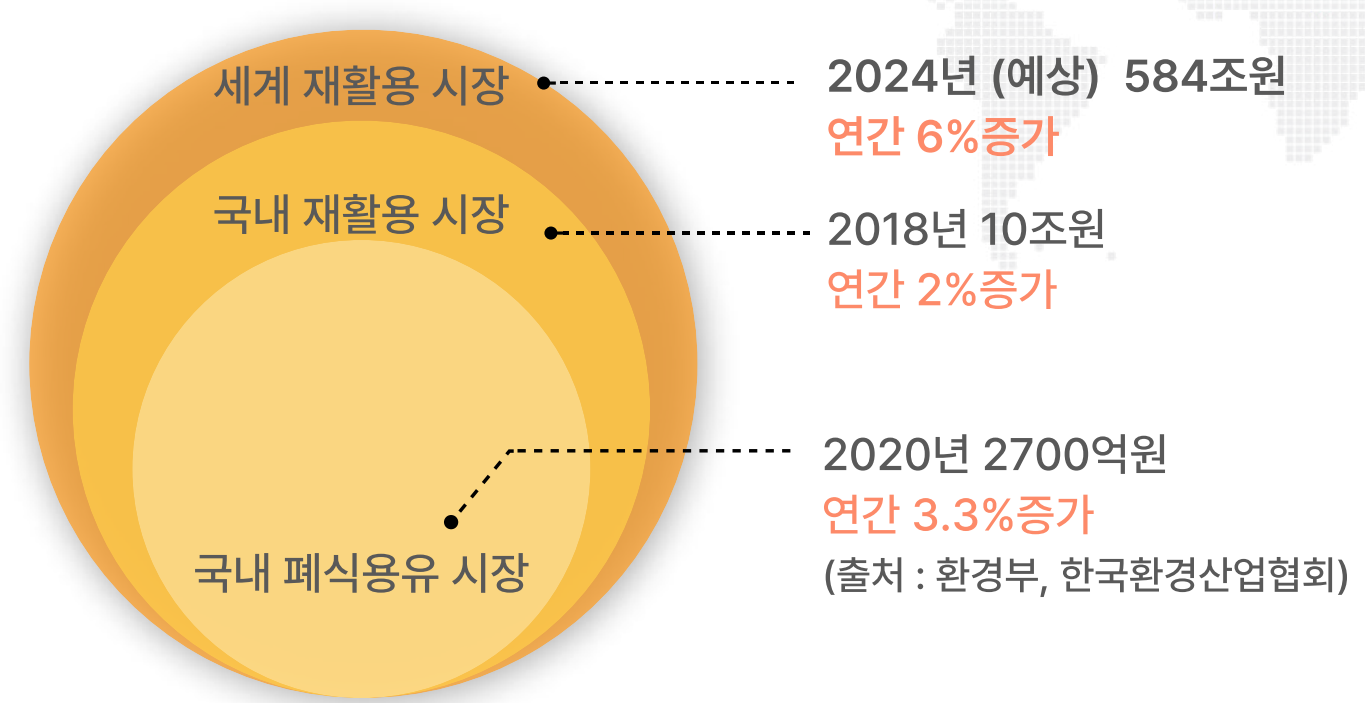 세계 재활용 시장
2024년 (예상) 584조원
연간 6%증가
국내 재활용 시장
2018년 10조원
연간 2%증가
국내 폐식용유 시장
2020년 2700억원
연간 3.3%증가
(출처 : 환경부, 한국환경산업협회)